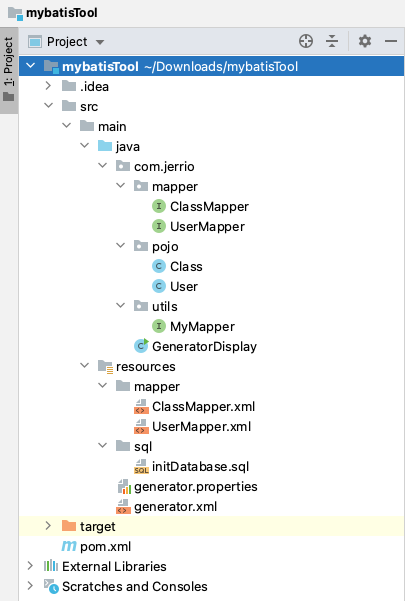 mybatisTool
1: Project
Project
mybatisTool ~/Downloads/mybatisTool
.idea
src
main
java
com.jerrio
mapper
ClassMapper
UserMapper
pojo
Class
User
utils
MyMapper
GeneratorDisplay
resources
mapper
ClassMapper.xml
UserMapper.xml
sql
initDatabase.sql
generator.properties
generator.xml
target
pom.xml
External Libraries
Scratches and Consoles